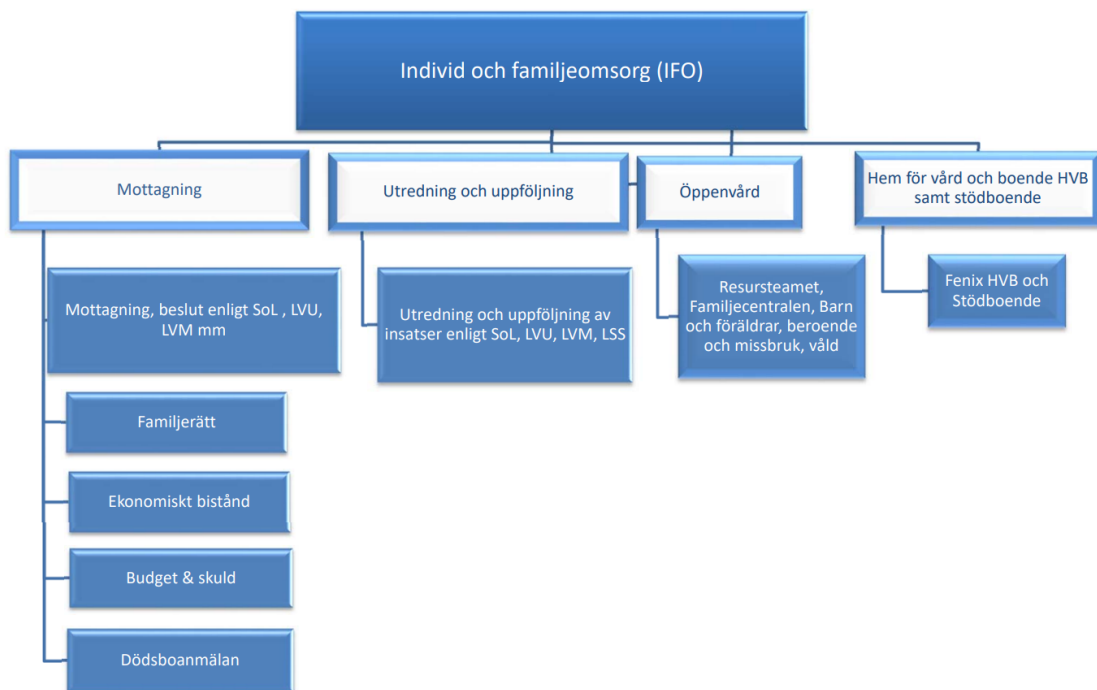 Individ och familjeomsorg (IFO)
Mottagning
Utredning och uppföljning
Öppenvård
Hem för vård och boende HVB
samt stödboende
Mottagning, beslut enligt SoL , LVU,
LVM mm
Utredning och uppföljning av
insatser enligt SoL, LVU, LVM, LSS
Resursteamet,
Familjecentralen, Barn
och föräldrar, beroende
och missbruk, våld
Fenix HVB och
Stödboende
Familjerätt
Ekonomiskt bistånd
Budget & skuld
Dödsboanmälan